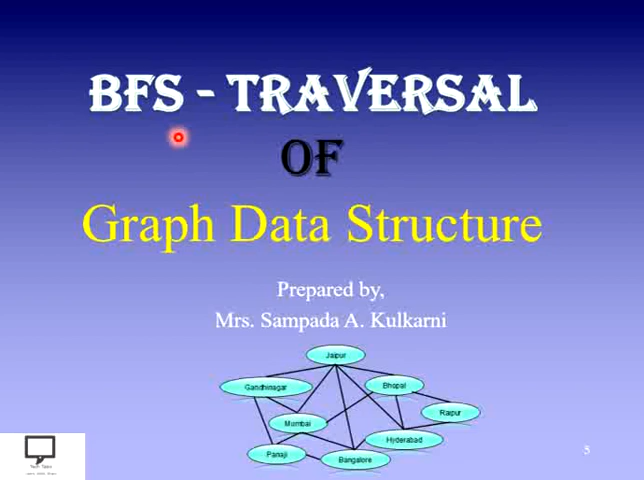 BFS - TRAVERSAL
OF
Graph Data Structure
Prepared by,
Mrs. Sampada A. Kulkarni
Jaipur
Gandhinagar
Bhopal
Raipur
Mumbai
Hyderabad
Panaji
Bangalore
5